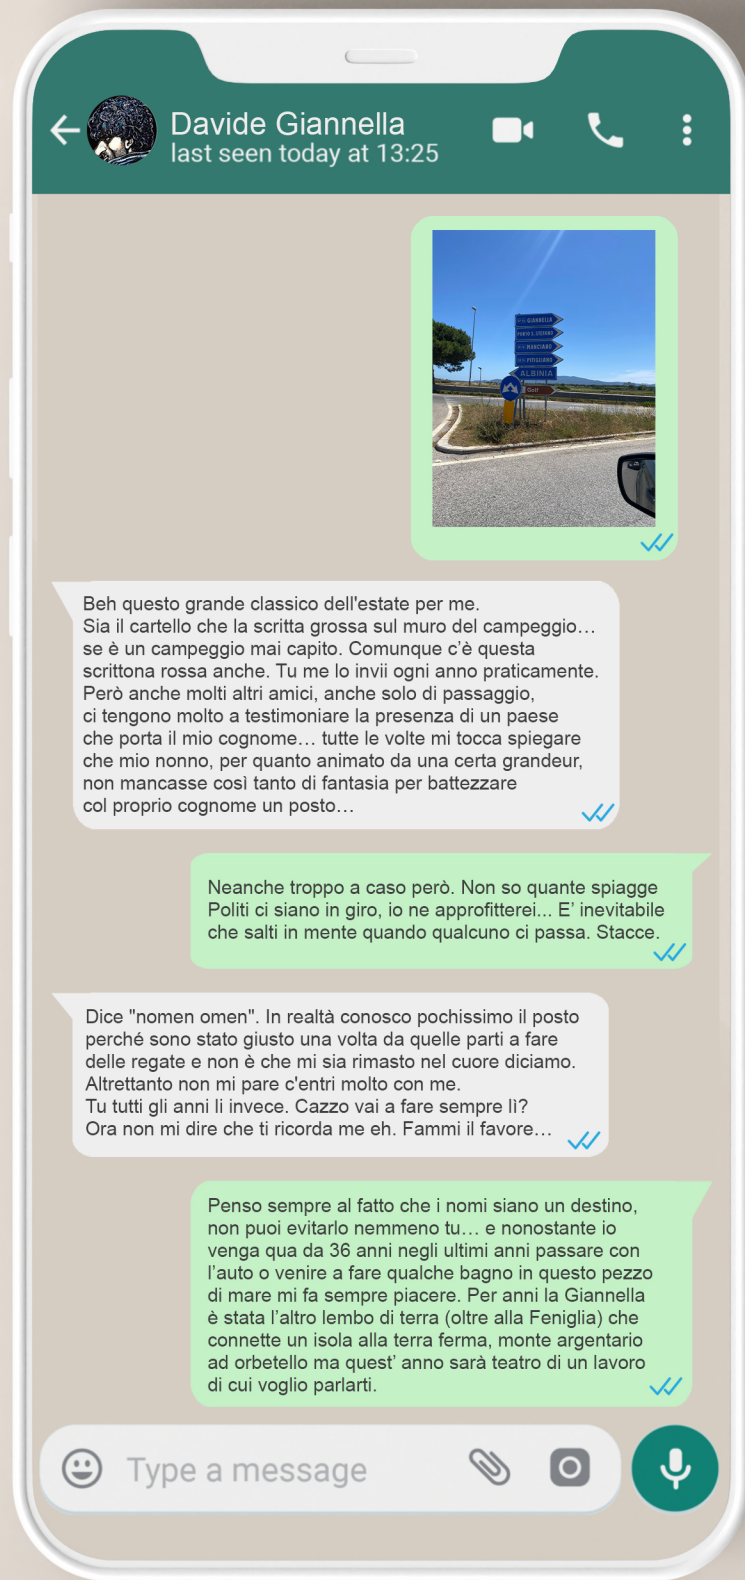 Davide Giannella
last seen today at 13:25
GIANNELLA
PORTO S. STEFANO
MANCIANO
PITIGLIANO
ALBINIA
Golf
Beh questo grande classico dell'estate per me.
Sia il cartello che la scritta grossa sul muro del campeggio…
se è un campeggio mai capito. Comunque c'è questa
scrittona rossa anche. Tu me lo invii ogni anno praticamente.
Però anche molti altri amici, anche solo di passaggio,
ci tengono molto a testimoniare la presenza di un paese
che porta il mio cognome… tutte le volte mi tocca spiegare
che mio nonno, per quanto animato da una certa grandeur,
non mancasse così tanto di fantasia per battezzare
col proprio cognome un posto…
Neanche troppo a caso però. Non so quante spiagge
Politi ci siano in giro, io ne approfitterei... E' inevitabile
che salti in mente quando qualcuno ci passa. Stacce.
Dice "nomen omen". In realtà conosco pochissimo il posto
perché sono stato giusto una volta da quelle parti a fare
delle regate e non è che mi sia rimasto nel cuore diciamo.
Altrettanto non mi pare c'entri molto con me.
Tu tutti gli anni li invece. Cazzo vai a fare sempre lì?
Ora non mi dire che ti ricorda me eh. Fammi il favore…
Penso sempre al fatto che i nomi siano un destino,
non puoi evitarlo nemmeno tu… e nonostante io
venga qua da 36 anni negli ultimi anni passare con
l'auto o venire a fare qualche bagno in questo pezzo
di mare mi fa sempre piacere. Per anni la Giannella
è stata l'altro lembo di terra (oltre alla Feniglia) che
connette un isola alla terra ferma, monte argentario
ad orbetello ma quest' anno sarà teatro di un lavoro
di cui voglio parlarti.
Type a message